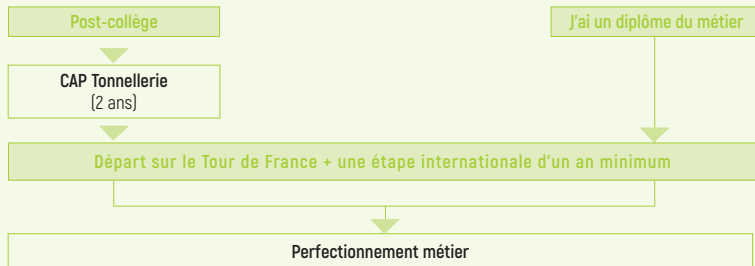 Post-collège
J'ai un diplôme du métier
CAP Tonnellerie
(2 ans)
Départ sur le Tour de France + une étape internationale d'un an minimum
Perfectionnement métier